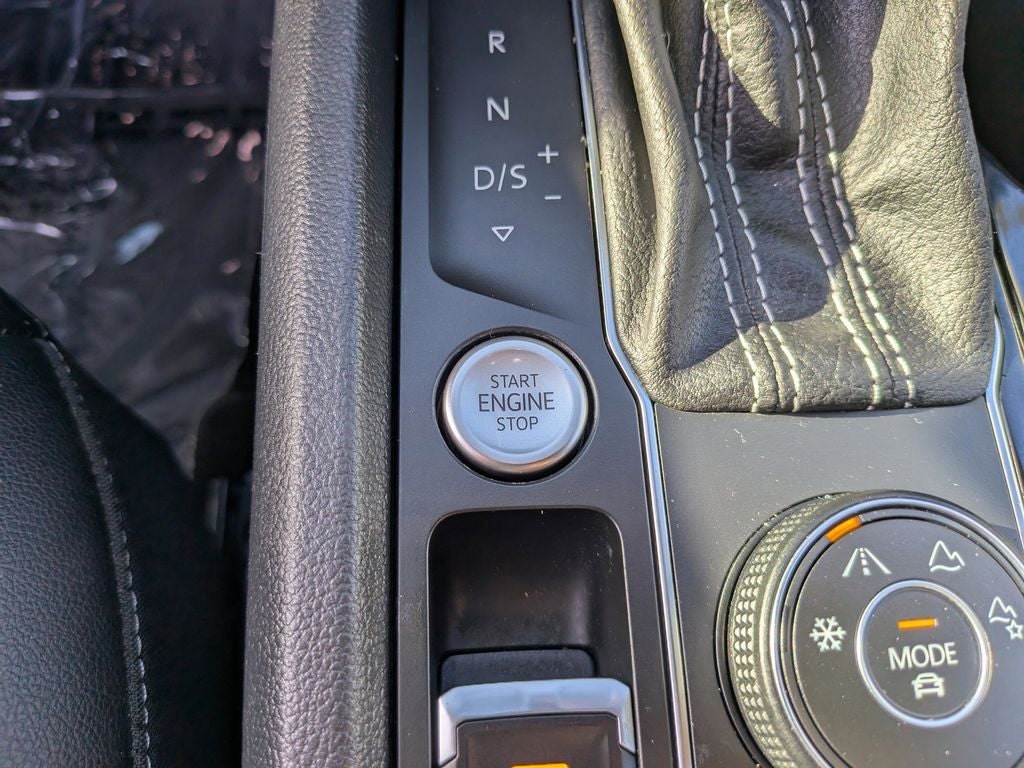 R
N
D/S
+
-
START
ENGINE
STOP
MODE